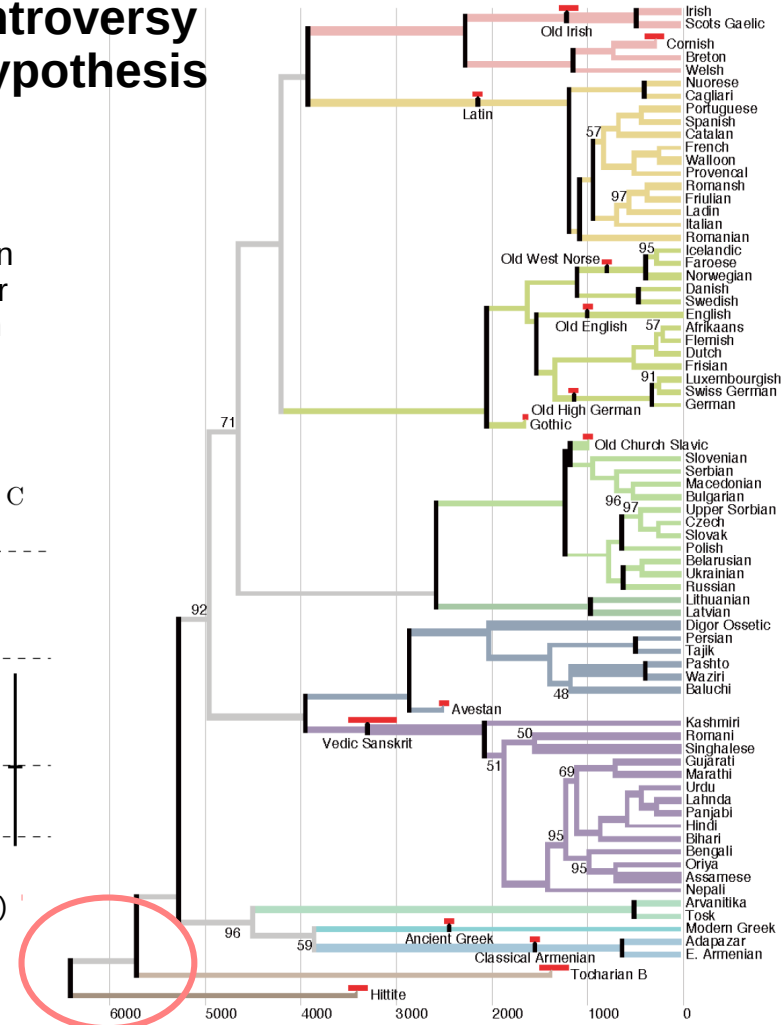 ntroversy
ypothesis
n
r
C
)
Irish
Scots Gaelic
Old Irish
Cornish
Breton
Welsh
Nuorese
Cagliari
Latin
Portuguese
Spanish
57
Catalan
French
Walloon
Provencal
Romansh
97
Friulian
Ladin
Italian
Romanian
95
Icelandic
Old West Norse
Faroese
Norwegian
Danish
Swedish
English
Old English
57
Afrikaans
Flemish
Dutch
Frisian
91
Luxembourgish
Swiss German
German
Old High German
Gothic
71
Old Church Slavic
Slovenian
Serbian
Macedonian
96
Bulgarian
97
Upper Sorbian
Czech
Slovak
Polish
Belarusian
Ukrainian
Russian
92
Lithuanian
Latvian
Digor Ossetic
Persian
Tajik
Pashto
Waziri
48
Baluchi
Avestan
Vedic Sanskrit
Kashmiri
50
Romani
Singhalese
51
Gujarati
69
Marathi
Urdu
Lahnda
Panjabi
Hindi
95
Bihari
Bengali
95
Oriya
Assamese
Nepali
Arvanitika
Tosk
96
Modern Greek
Ancient Greek
59
Adapazar
Classical Armenian
E. Armenian
Tocharian B
Hittite
6000 5000 4000 3000 2000 1000 0